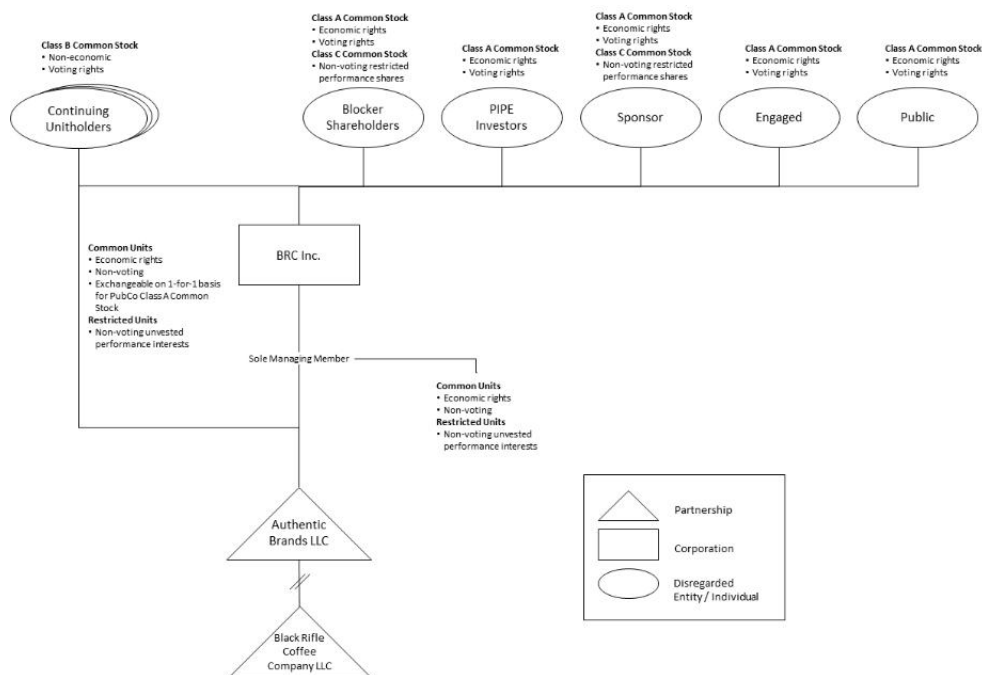 Class B Common Stock
• Non-economic
• Voting rights
Continuing
Unitholders
Class A Common Stock
• Economic rights
• Voting rights
Class C Common Stock
• Non-voting restricted
performance shares
Blocker
Shareholders
Class A Common Stock
• Economic rights
• Voting rights
PIPE
Investors
Class A Common Stock
• Economic rights
• Voting rights
Class C Common Stock
• Non-voting restricted
performance shares
Sponsor
Class A Common Stock
• Economic rights
• Voting rights
Engaged
Class A Common Stock
• Economic rights
• Voting rights
Public
Common Units
• Economic rights
• Non-voting
• Exchangeable on 1-for-1 basis
for PubCo Class A Common
Stock
Restricted Units
• Non-voting unvested
performance interests
BRC Inc.
Sole Managing Member
Common Units
• Economic rights
• Non-voting
Restricted Units
• Non-voting unvested
performance interests
Authentic
Brands LLC
Black Rifle
Coffee
Company LLC
Partnership
Corporation
Disregarded
Entity / Individual